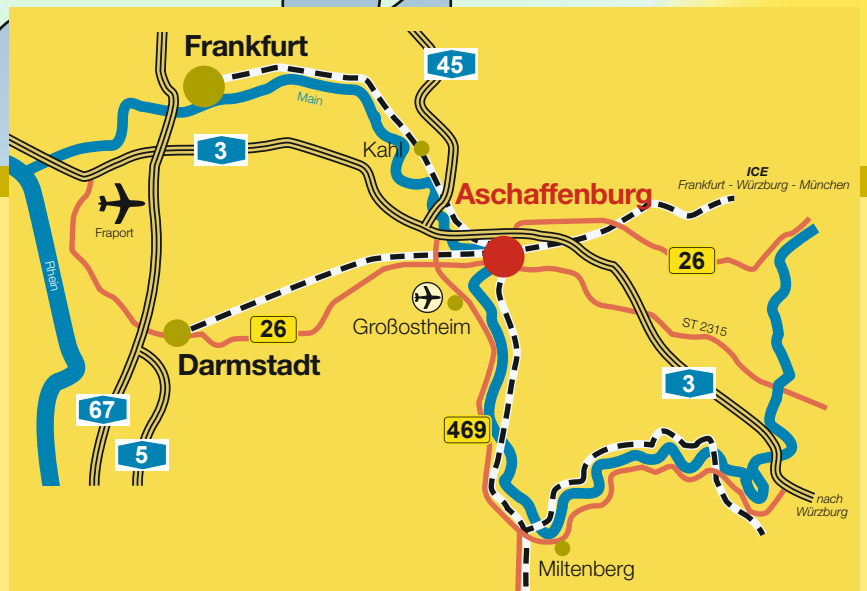 Frankfurt
45
Main
3
Kahl
ICE
Frankfurt - Würzburg - München
Aschaffenburg
Fraport
Rhein
26
Großostheim
26
ST 2315
Darmstadt
3
67
469
5
nach
Würzburg
Miltenberg